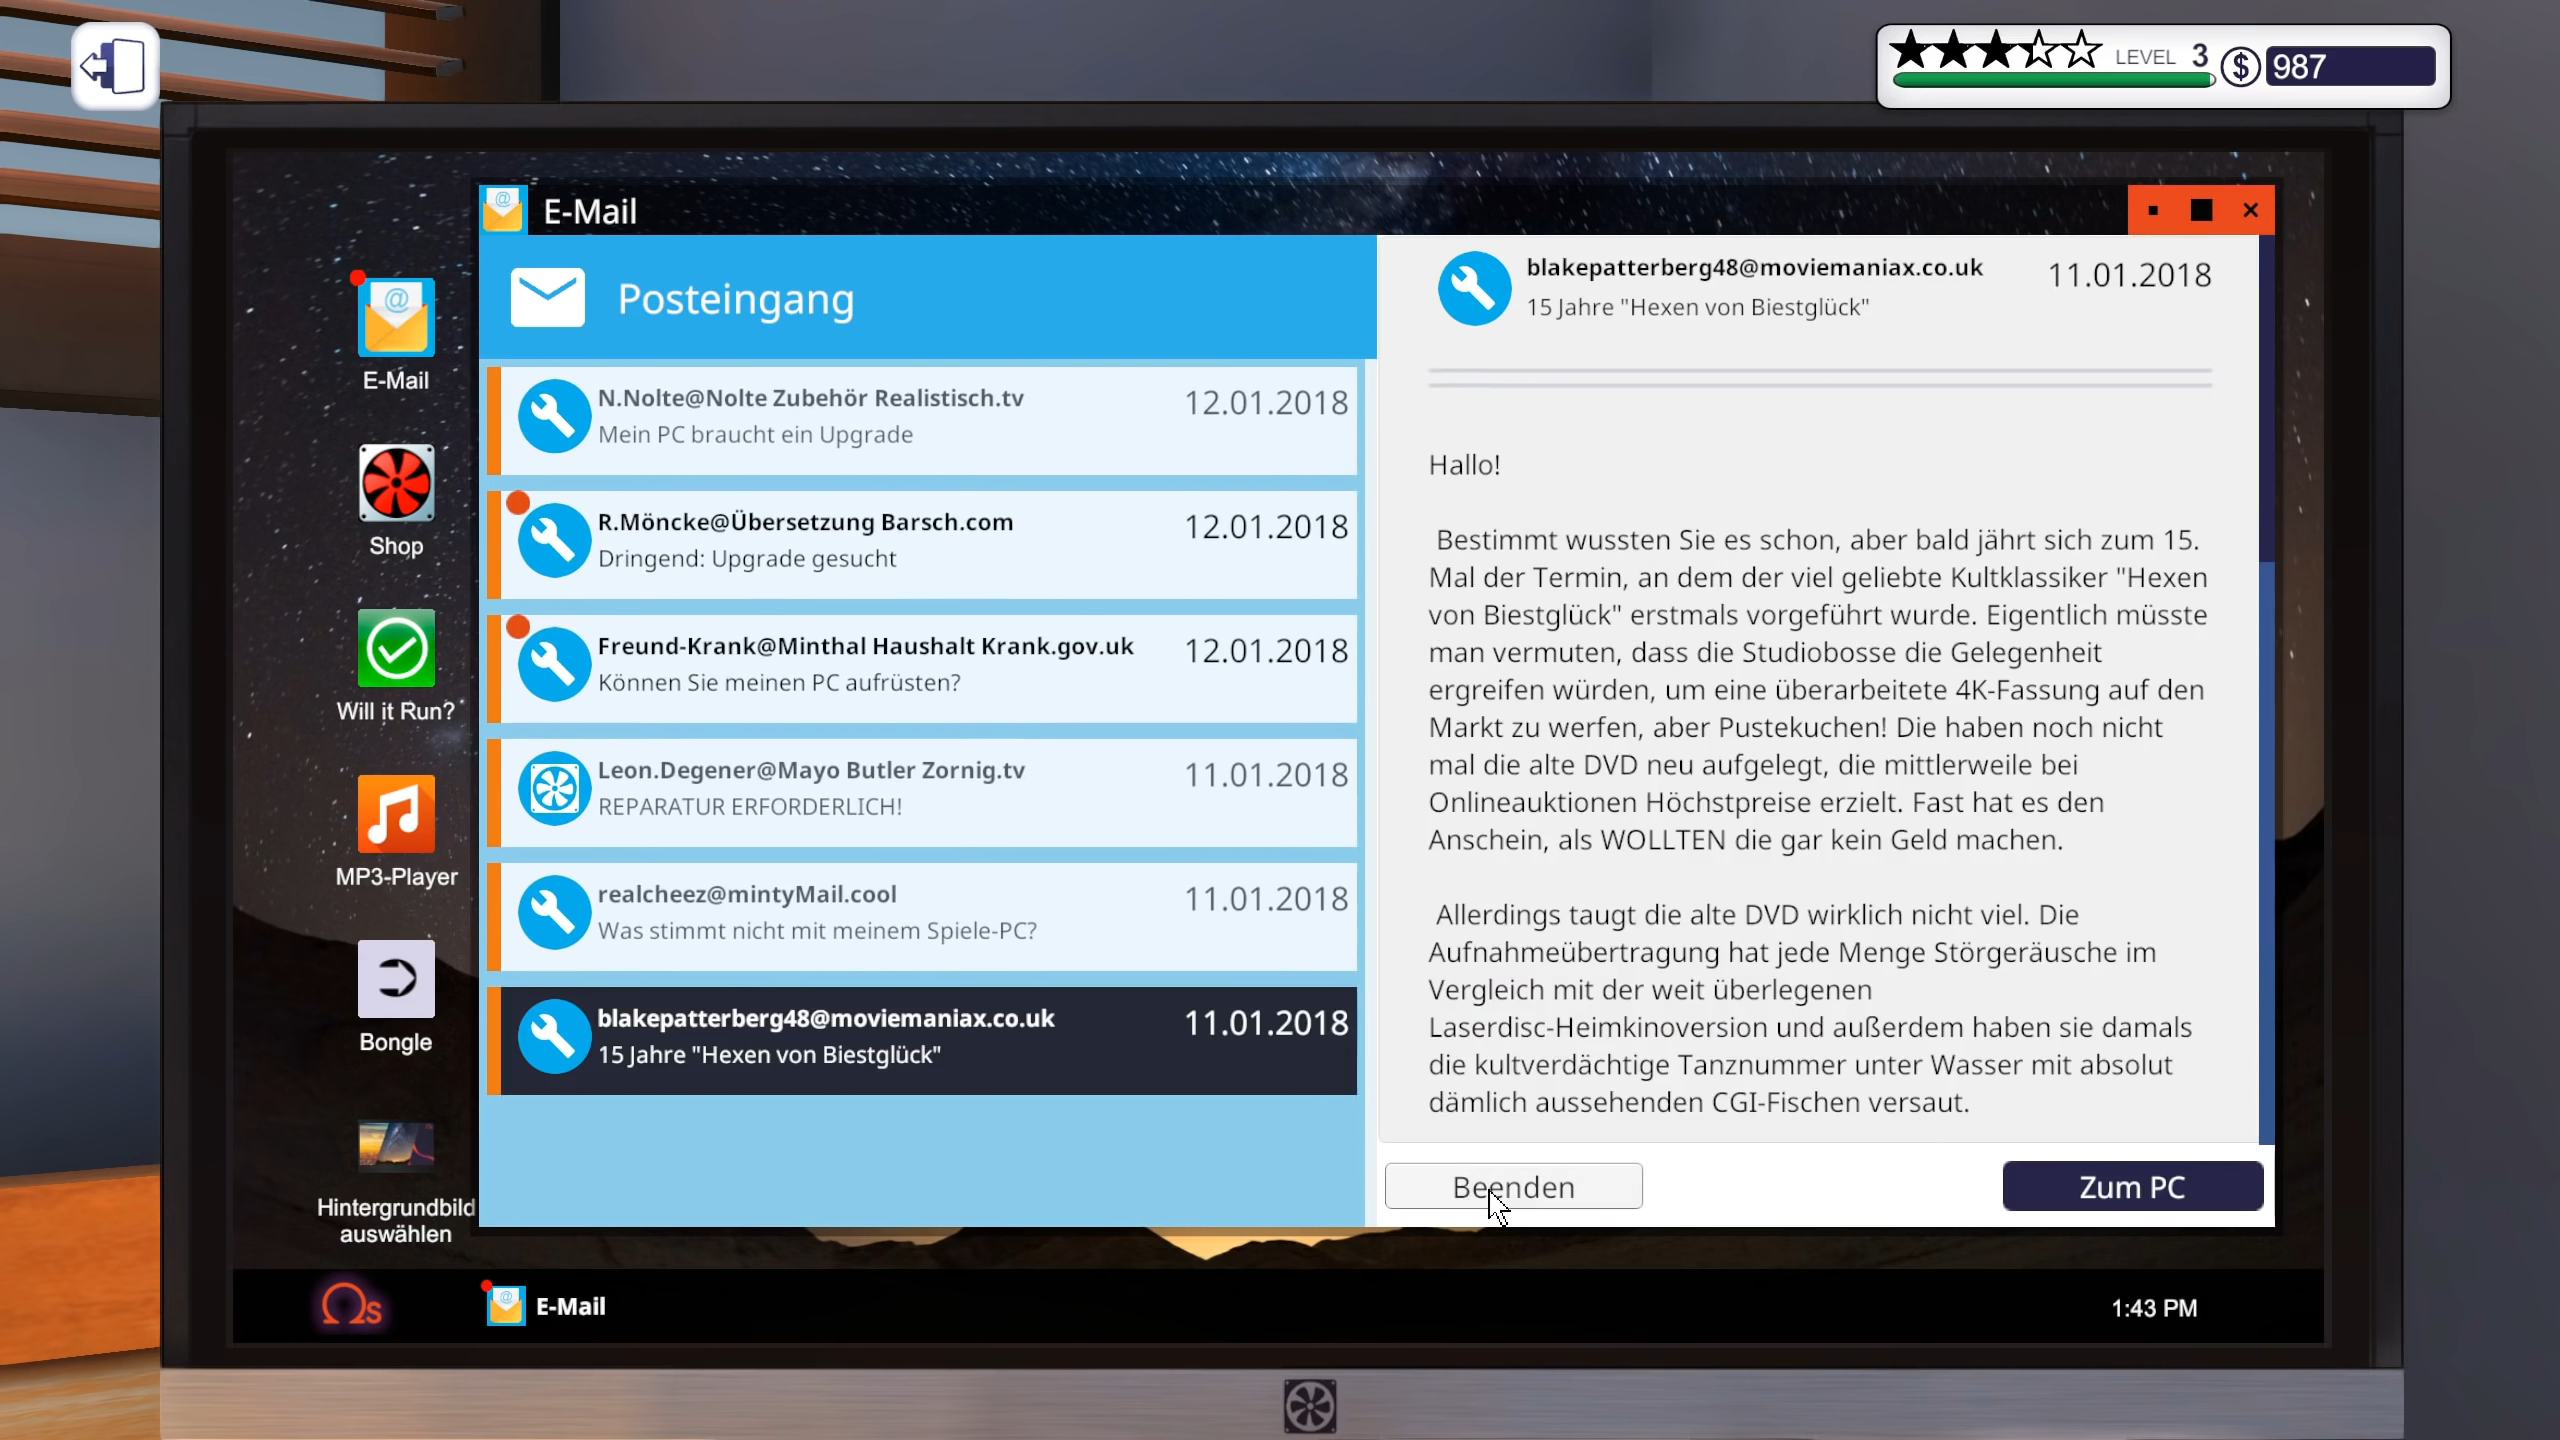 LEVEL 3 $ 987
E-Mail
Posteingang
E-Mail
Shop
Will it Run?
MP3-Player
Bongle
Hintergrundbild
auswählen
N.Nolte@Nolte Zubehör Realistisch.tv 12.01.2018
Mein PC braucht ein Upgrade
R.Möncke@Übersetzung Barsch.com 12.01.2018
Dringend: Upgrade gesucht
Freund-Krank@Minthal Haushalt Krank.gov.uk 12.01.2018
Können Sie meinen PC aufrüsten?
Leon.Degener@Mayo Butler Zornig.tv 11.01.2018
REPARATUR ERFORDERLICH!
realcheez@mintyMail.cool 11.01.2018
Was stimmt nicht mit meinem Spiele-PC?
blakepatterberg48@moviemaniax.co.uk 11.01.2018
15 Jahre "Hexen von Biestglück"
blakepatterberg48@moviemaniax.co.uk 11.01.2018
15 Jahre "Hexen von Biestglück"
Hallo!
Bestimmt wussten Sie es schon, aber bald jährt sich zum 15.
Mal der Termin, an dem der viel geliebte Kultklassiker "Hexen
von Biestglück" erstmals vorgeführt wurde. Eigentlich müsste
man vermuten, dass die Studiobosse die Gelegenheit
ergreifen würden, um eine überarbeitete 4K-Fassung auf den
Markt zu werfen, aber Pustekuchen! Die haben noch nicht
mal die alte DVD neu aufgelegt, die mittlerweile bei
Onlineauktionen Höchstpreise erzielt. Fast hat es den
Anschein, als WOLLTEN die gar kein Geld machen.
Allerdings taugt die alte DVD wirklich nicht viel. Die
Aufnahmeübertragung hat jede Menge Störgeräusche im
Vergleich mit der weit überlegenen
Laserdisc-Heimkinoversion und außerdem haben sie damals
die kultverdächtige Tanznummer unter Wasser mit absolut
dämlich aussehenden CGI-Fischen versaut.
Beenden
Zum PC
Ωs
E-Mail
1:43 PM